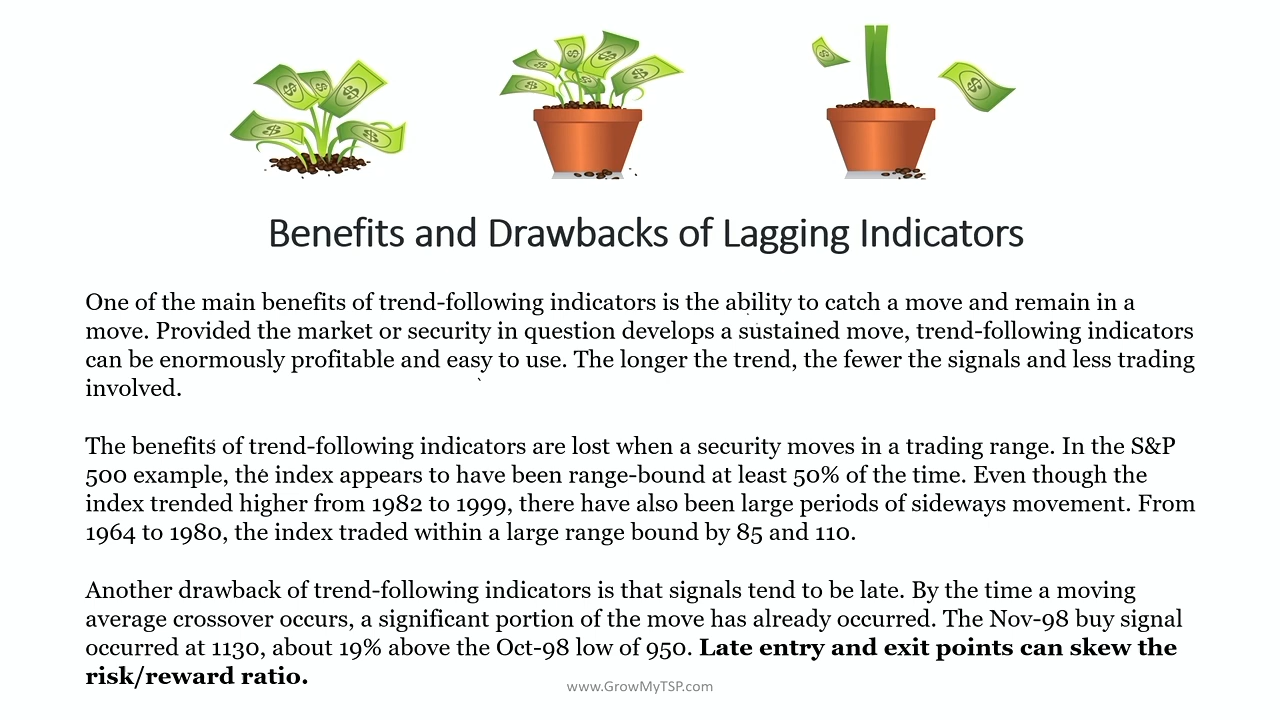 Benefits and Drawbacks of Lagging Indicators
One of the main benefits of trend-following indicators is the ability to catch a move and remain in a
move. Provided the market or security in question develops a sustained move, trend-following indicators
can be enormously profitable and easy to use. The longer the trend, the fewer the signals and less trading
involved.
The benefits of trend-following indicators are lost when a security moves in a trading range. In the S&P
500 example, the index appears to have been range-bound at least 50% of the time. Even though the
index trended higher from 1982 to 1999, there have also been large periods of sideways movement. From
1964 to 1980, the index traded within a large range bound by 85 and 110.
Another drawback of trend-following indicators is that signals tend to be late. By the time a moving
average crossover occurs, a significant portion of the move has already occurred. The Nov-98 buy signal
occurred at 1130, about 19% above the Oct-98 low of 950. Late entry and exit points can skew the
risk/reward ratio.
www.GrowMyTSP.com